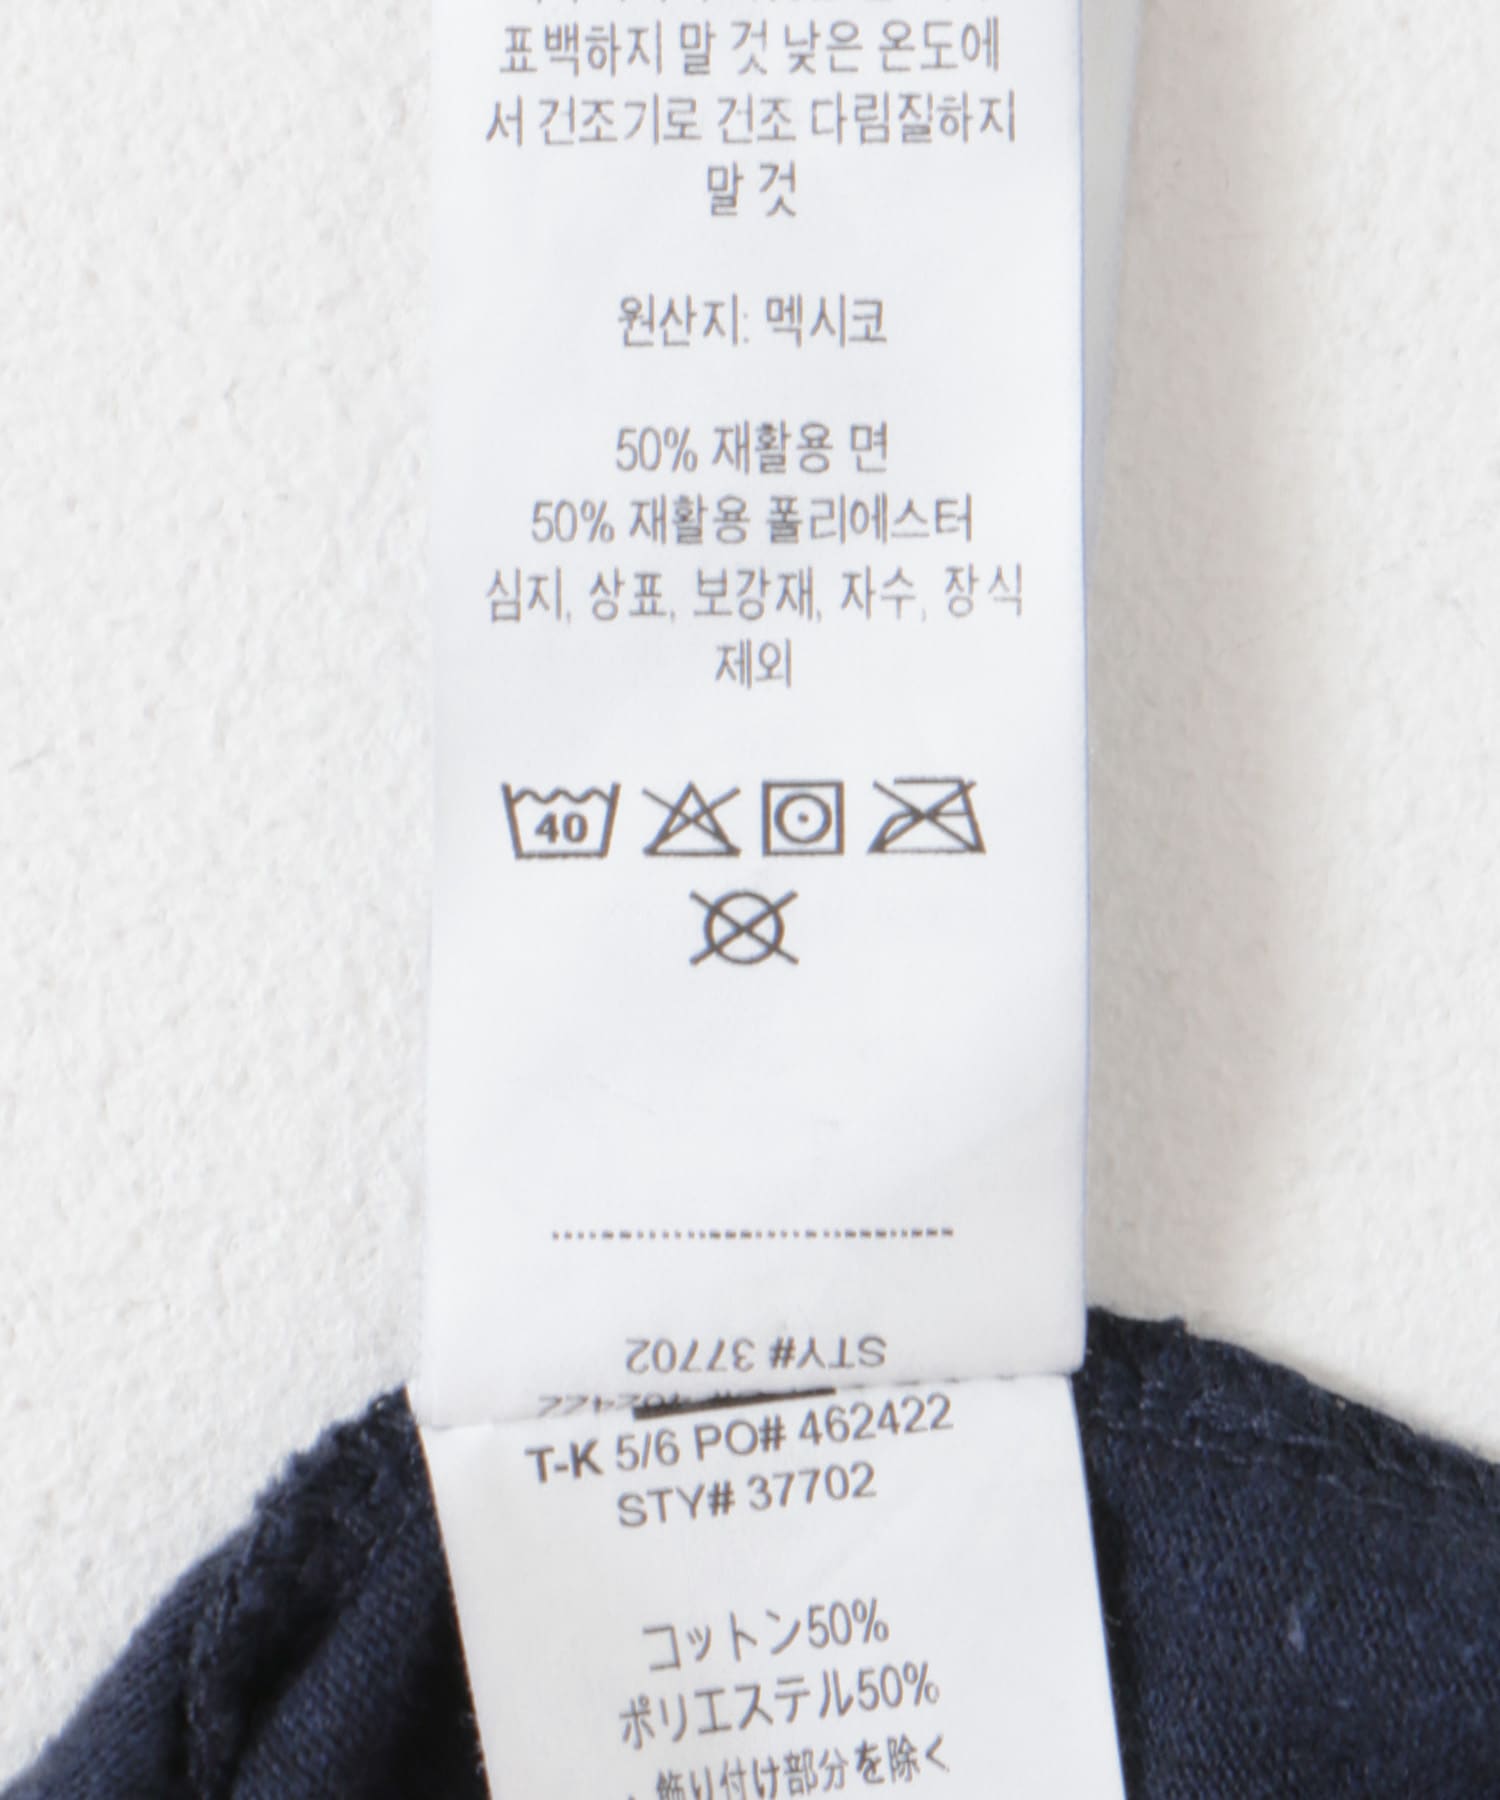 표백하지 말 것 낮은 온도에
서 건조기로 건조 다림질하지
말 것
원산지: 멕시코
50% 재활용 면
50% 재활용 폴리에스터
심지, 상표, 보강재, 자수, 장식
제외
40
STY# 37702
T-K 5/6 PO# 462422
STY# 37702
コットン50%
ポリエステル50%
飾り付け部分を除く